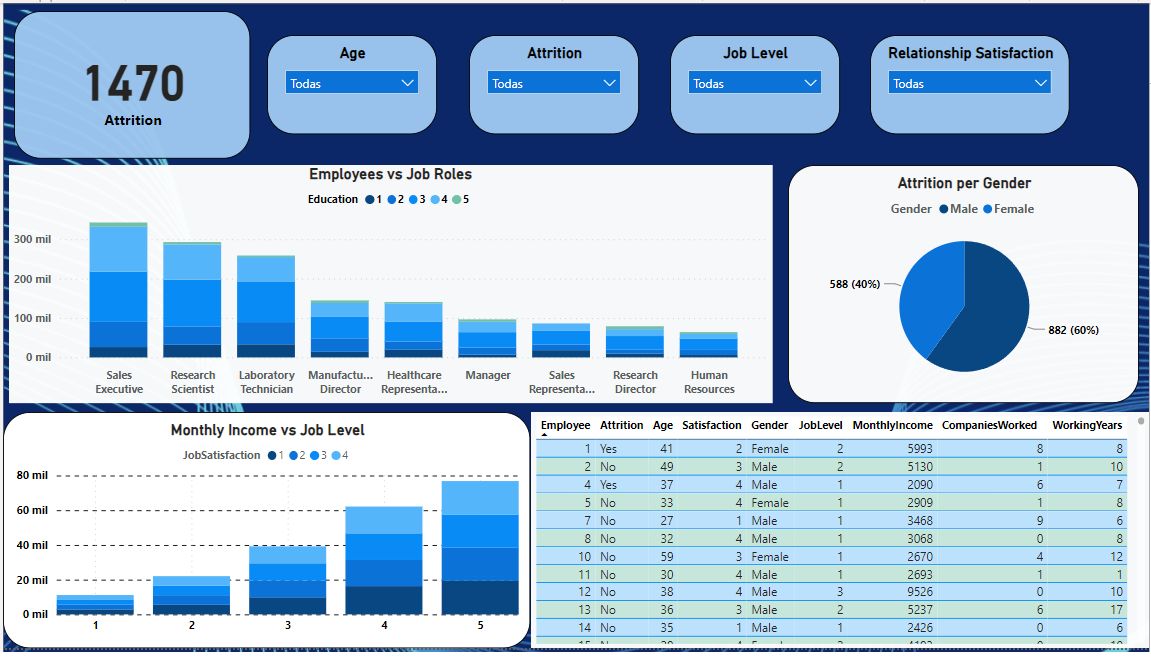 1470
Attrition
Age
Todas
Attrition
Todas
Job Level
Todas
Relationship Satisfaction
Todas
Employees vs Job Roles
Education 1 2 3 4 5
300 mil
200 mil
100 mil
0 mil
Sales Executive
Research Scientist
Laboratory Technician
Manufactu... Director
Healthcare Representa...
Manager
Sales Representa...
Research Director
Human Resources
Attrition per Gender
Gender Male Female
588 (40%)
882 (60%)
Monthly Income vs Job Level
JobSatisfaction 1 2 3 4
80 mil
60 mil
40 mil
20 mil
0 mil
1 2 3 4 5
Employee Attrition Age Satisfaction Gender JobLevel MonthlyIncome CompaniesWorked WorkingYears
1 Yes 41 2 Female 2 5993 8 8
2 No 49 3 Male 2 5130 1 10
4 Yes 37 4 Male 1 2090 6 7
5 No 33 4 Female 1 2909 1 8
7 No 27 1 Male 1 3468 9 6
8 No 32 4 Male 1 3068 0 8
10 No 59 3 Female 1 2670 4 12
11 No 30 4 Male 1 2693 1 1
12 No 38 4 Male 3 9526 0 10
13 No 36 3 Male 2 5237 6 17
14 No 35 1 Male 1 2426 0 6